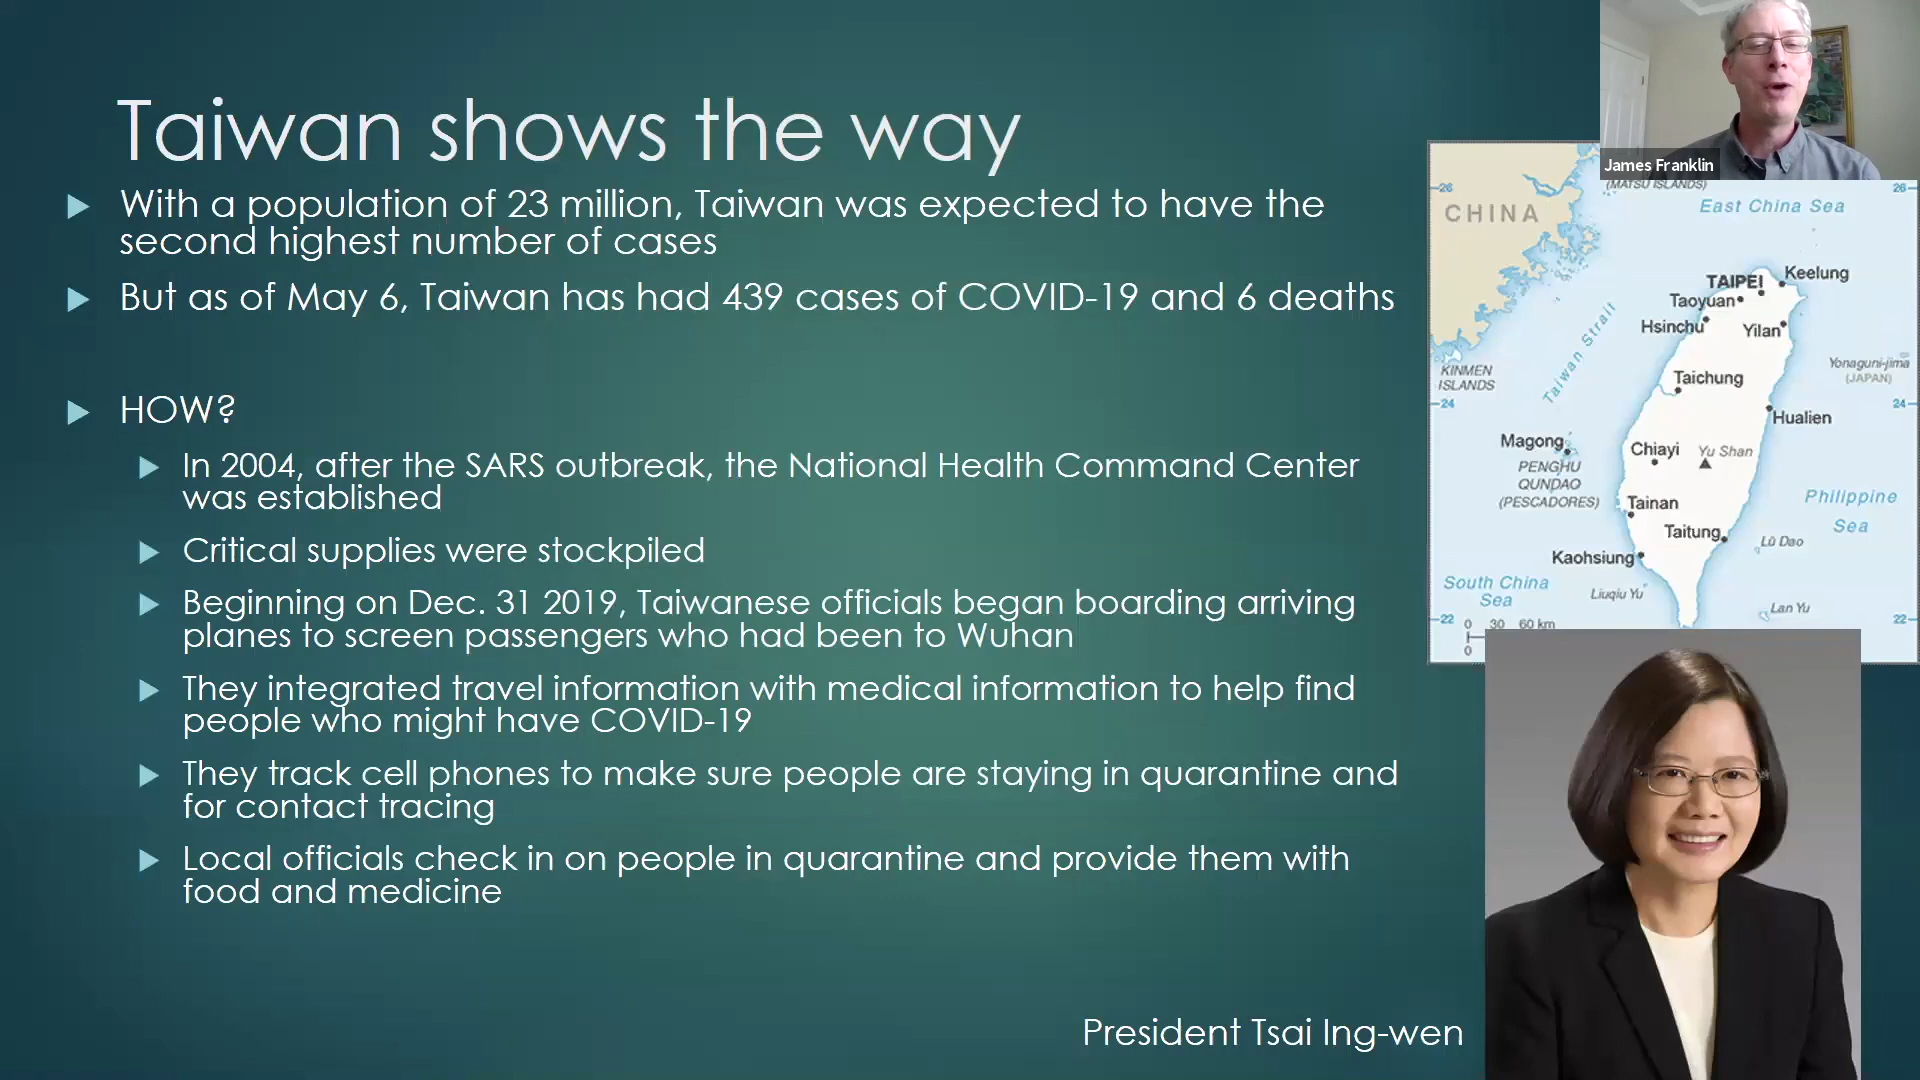 Taiwan shows the way
With a population of 23 million, Taiwan was expected to have the
second highest number of cases
But as of May 6, Taiwan has had 439 cases of COVID-19 and 6 deaths
HOW?
In 2004, after the SARS outbreak, the National Health Command Center
was established
Critical supplies were stockpiled
Beginning on Dec. 31 2019, Taiwanese officials began boarding arriving
planes to screen passengers who had been to Wuhan
They integrated travel information with medical information to help find
people who might have COVID-19
They track cell phones to make sure people are staying in quarantine and
for contact tracing
Local officials check in on people in quarantine and provide them with
food and medicine
President Tsai Ing-wen
James Franklin
(MATSU ISLANDS)
26
26
CHINA
East China Sea
TAIPEI
Keelung
Taoyuan
Hsinchu
Yilan
Taiwan Strait
KINMEN
ISLANDS
Yonaguni-jima
(JAPAN)
Taichung
24
24
Hualien
Magong
Chiayi
Yu Shan
PENGHU
QUNDAO
(PESCADORES)
Philippine
Sea
Tainan
Taitung
Lü Dao
Kaohsiung
South China
Sea
Liuqiu Yu
Lan Yu
22
22
0 30 60 km
0